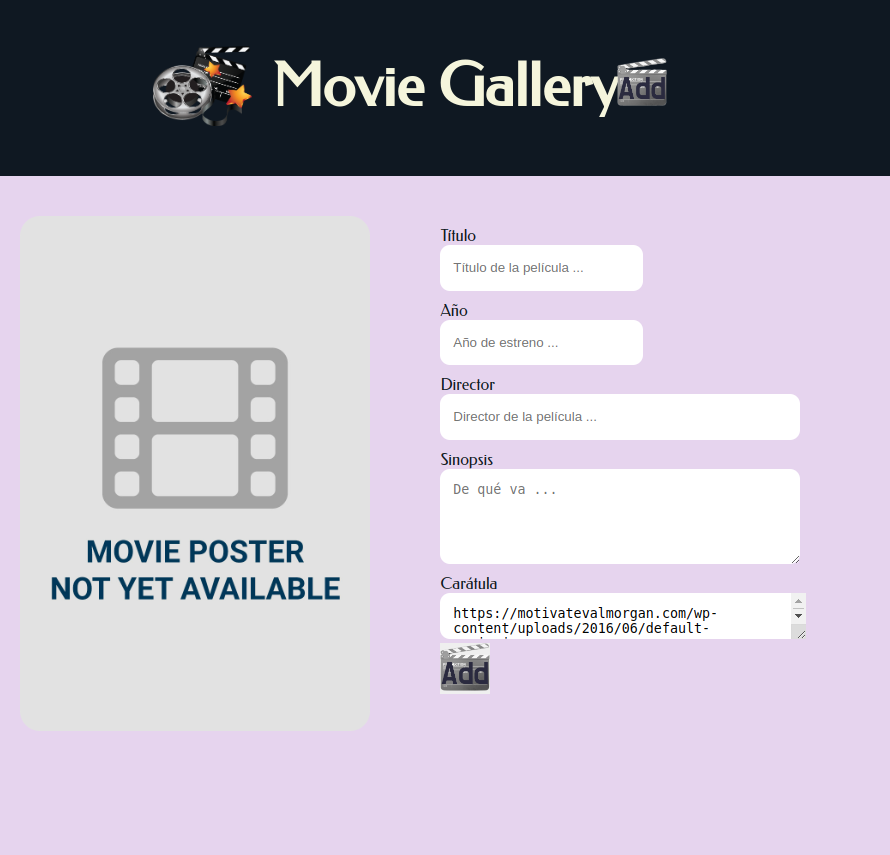 Movie Gallery
Add
MOVIE POSTER
NOT YET AVAILABLE
Título
Título de la película ...
Año
Año de estreno ...
Director
Director de la película ...
Sinopsis
De qué va ...
Carátula
https://motivatevalmorgan.com/wp-
content/uploads/2016/06/default-
Add